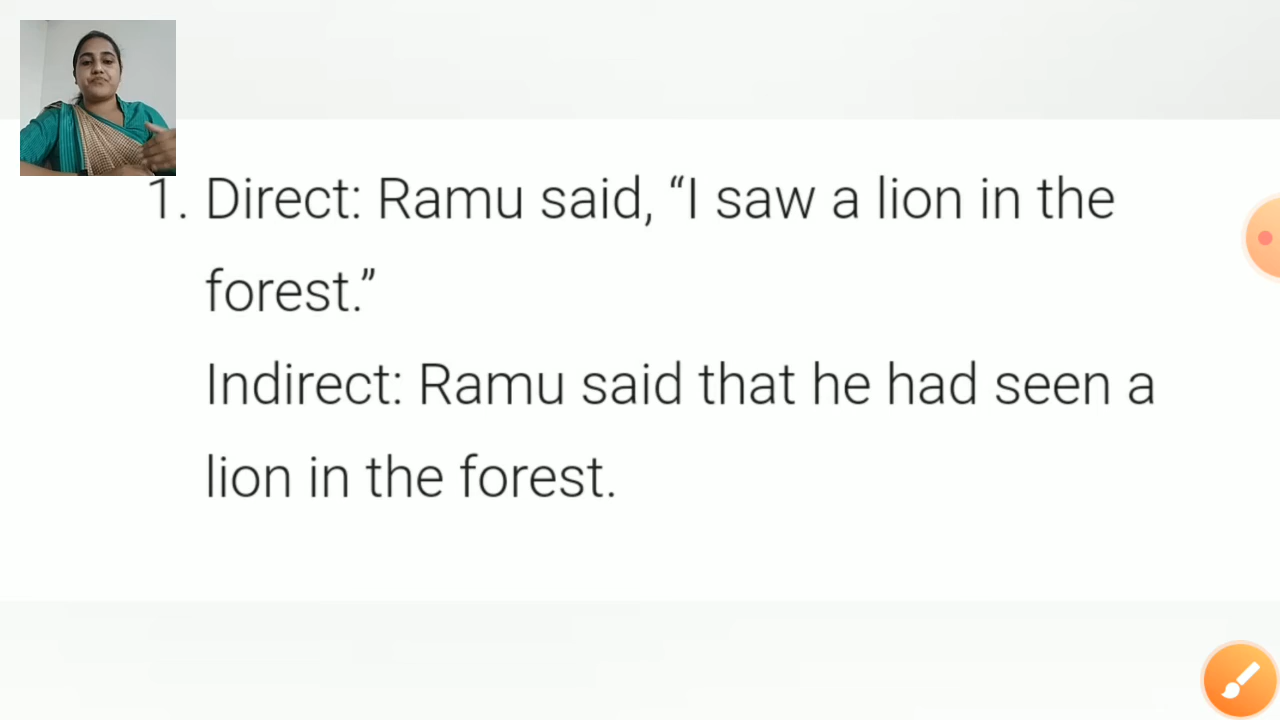 1. Direct: Ramu said, “I saw a lion in the
forest.”
Indirect: Ramu said that he had seen a
lion in the forest.